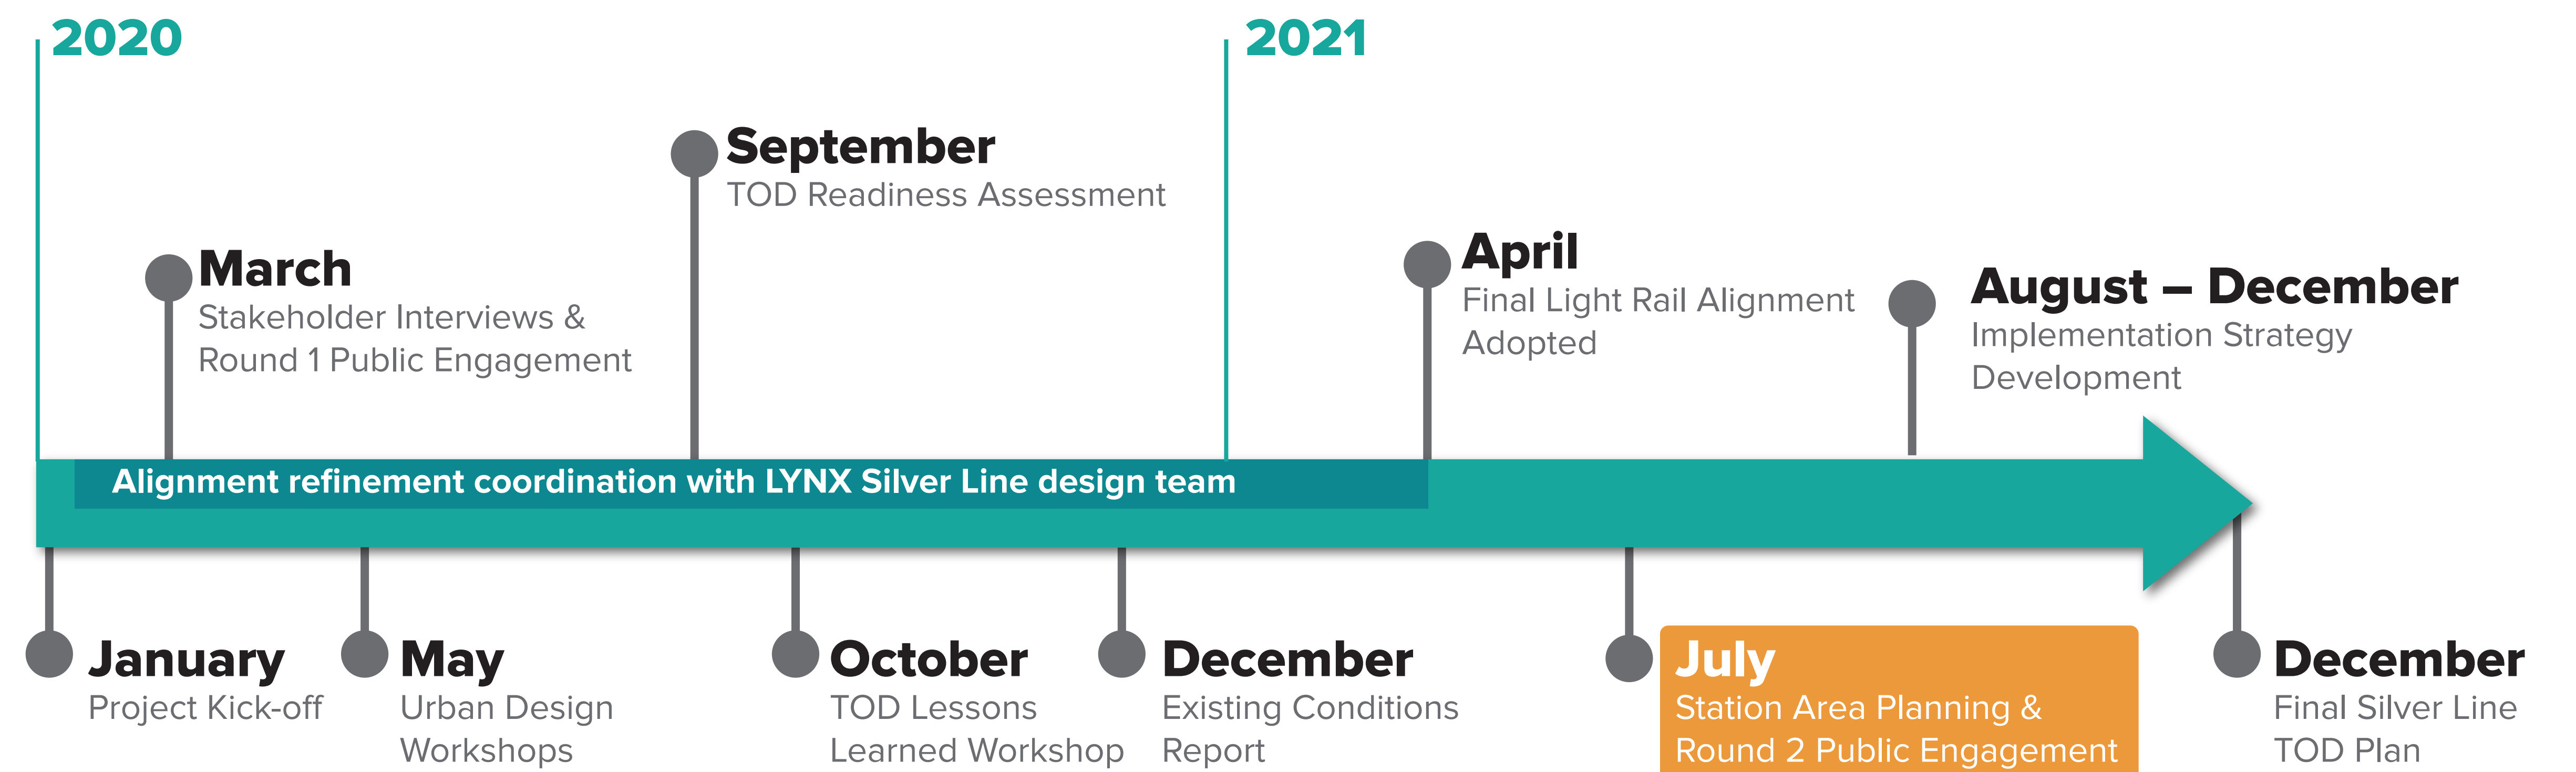 2020
2021
September
TOD Readiness Assessment
March
Stakeholder Interviews &
Round 1 Public Engagement
April
Final Light Rail Alignment
Adopted
August – December
Implementation Strategy
Development
Alignment refinement coordination with LYNX Silver Line design team
January
Project Kick-off
May
Urban Design
Workshops
October
TOD Lessons
Learned Workshop
December
Existing Conditions
Report
July
Station Area Planning &
Round 2 Public Engagement
December
Final Silver Line
TOD Plan